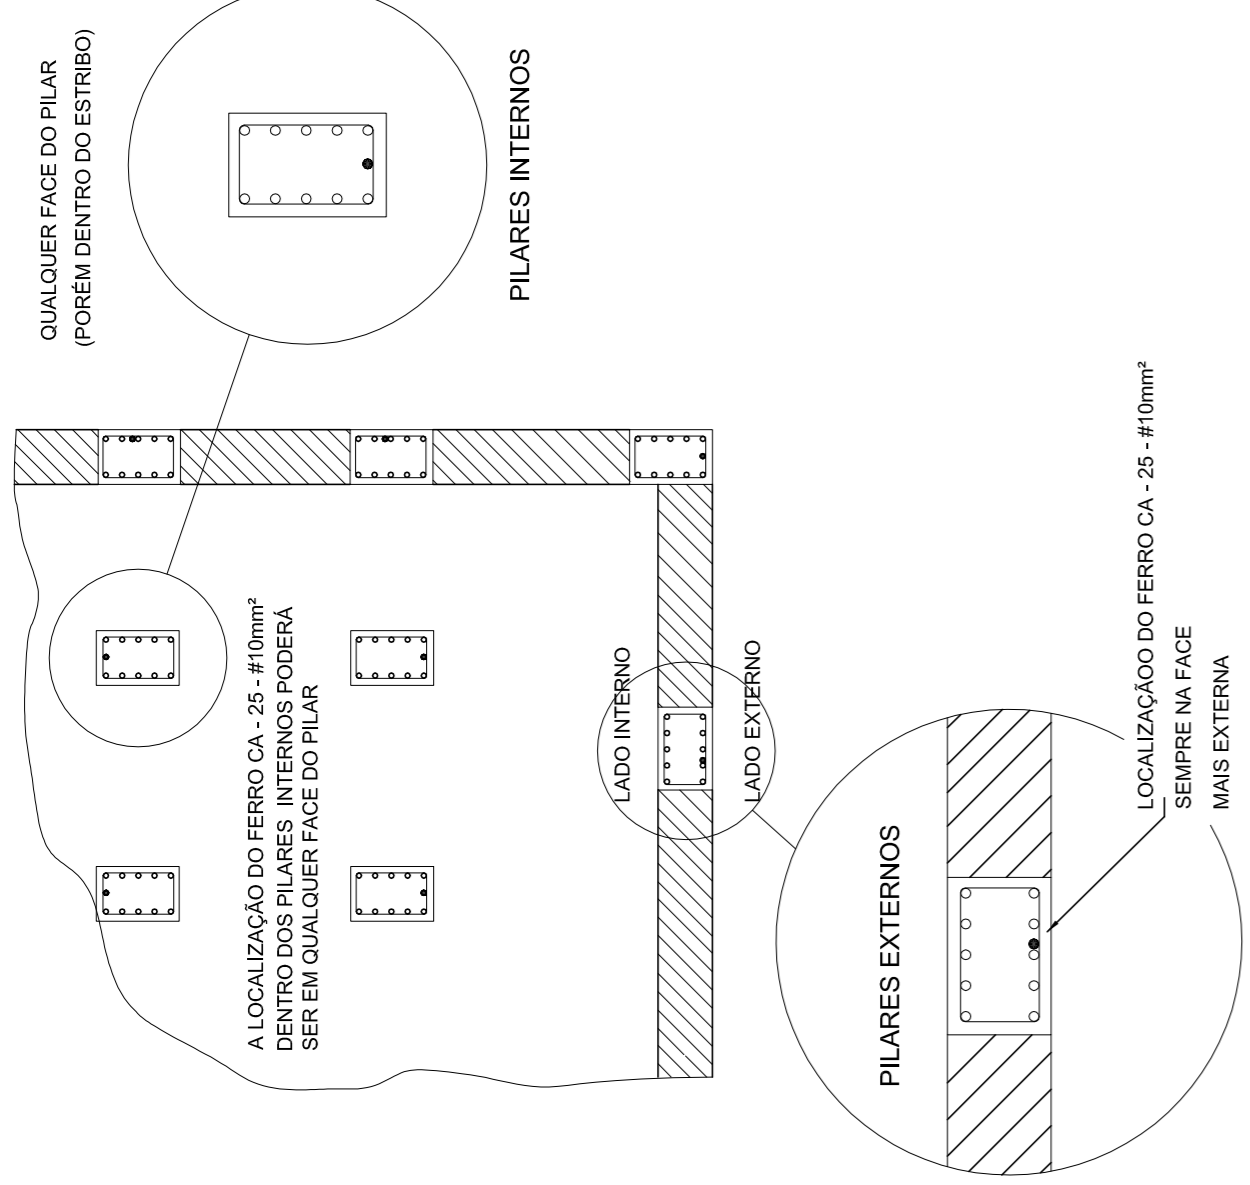 QUALQUER FACE DO PILAR
(PORÉM DENTRO DO ESTRIBO)
PILARES INTERNOS
A LOCALIZAÇÃO DO FERRO CA - 25 - #10mm²
DENTRO DOS PILARES INTERNOS PODERÁ
SER EM QUALQUER FACE DO PILAR
LADO INTERNO
LADO EXTERNO
PILARES EXTERNOS
LOCALIZAÇÃOO DO FERRO CA - 25 - #10mm²
SEMPRE NA FACE
MAIS EXTERNA